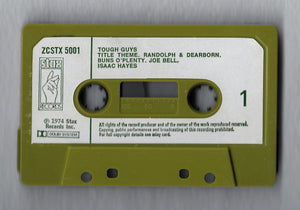 ZCSTX 5001
stax
TOUGH GUYS
TITLE THEME. RANDOLPH & DEARBORN.
BUNS O'PLENTY. JOE BELL.
ISAAC HAYES
1
℗ 1974 Stax
Records Inc.
DOLBY SYSTEM
All rights of the record producer and of the owner of the work reproduced reserved.
Copying, public performances and broadcasting of this recording prohibited.
For full copyright details see inlay card.